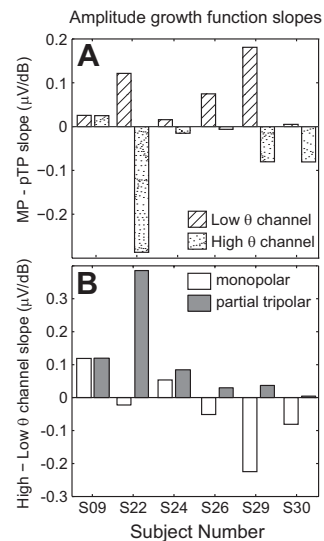 Amplitude growth function slopes
A
MP - pTP slope (μV/dB)
0.2
0.1
0
−0.1
−0.2
Low θ channel
High θ channel
B
High − Low θ channel slope (μV/dB)
monopolar
partial tripolar
0.3
0.2
0.1
0
-0.1
-0.2
-0.3
S09 S22 S24 S26 S29 S30
Subject Number